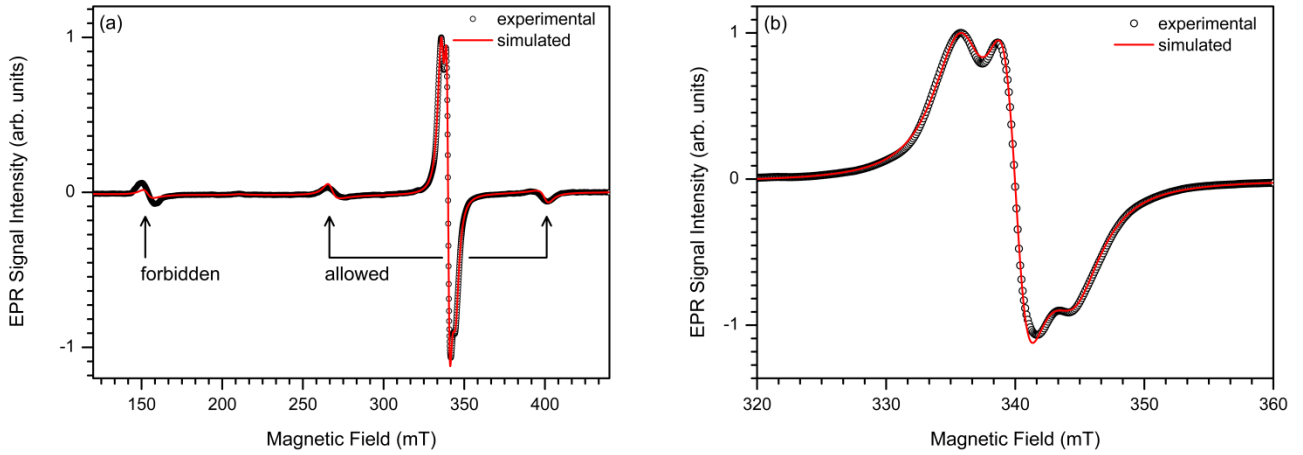 (a)
experimental
simulated
1
0
-1
EPR Signal Intensity (arb. units)
forbidden
allowed
150 200 250 300 350 400
Magnetic Field (mT)
(b)
experimental
simulated
1
0
-1
EPR Signal Intensity (arb. units)
320 330 340 350 360
Magnetic Field (mT)